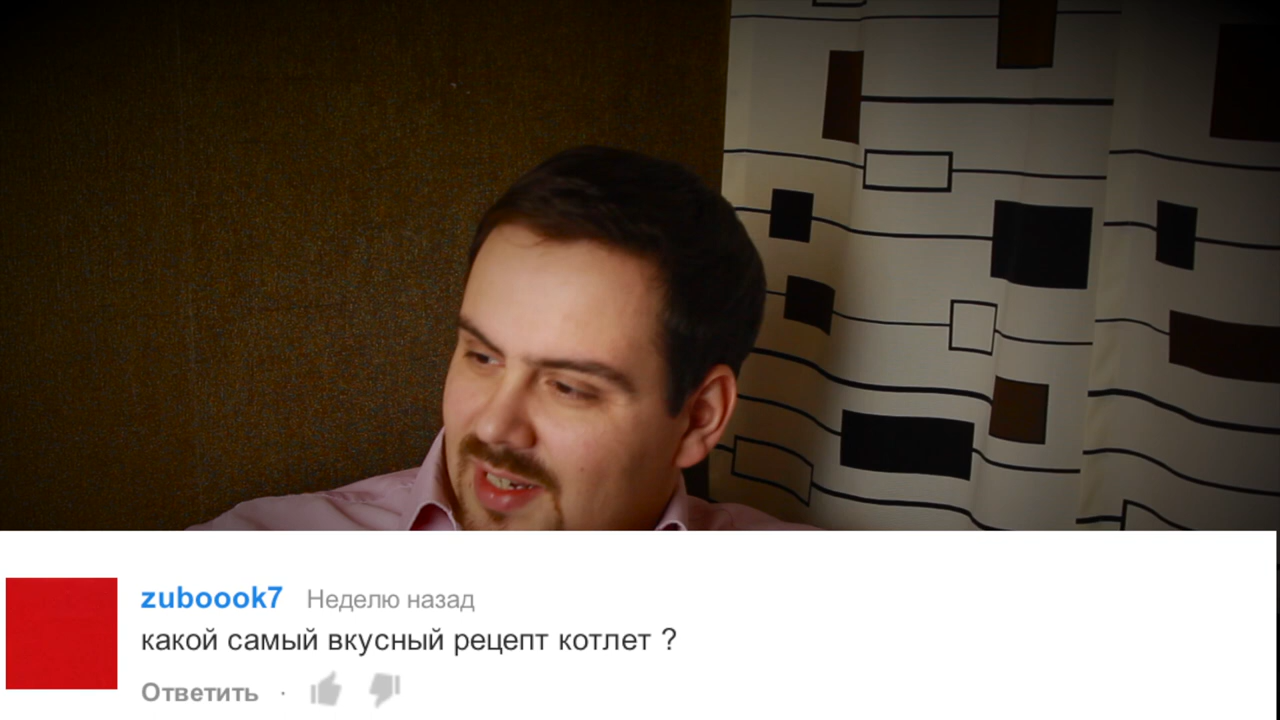 zuboook7 Неделю назад
какой самый вкусный рецепт котлет ?
Ответить ·